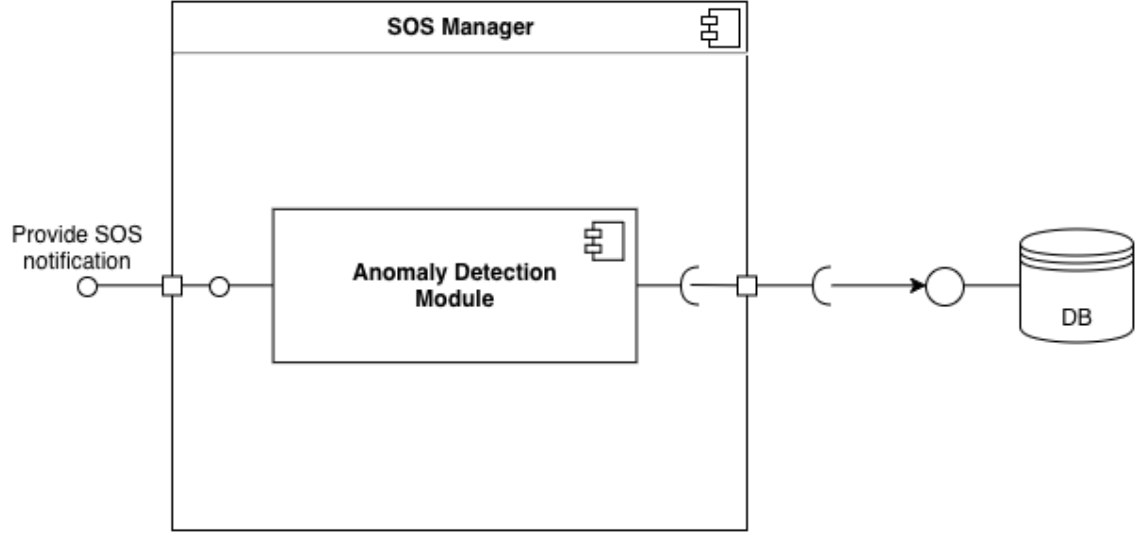 SOS Manager
Provide SOS
notification
Anomaly Detection
Module
DB